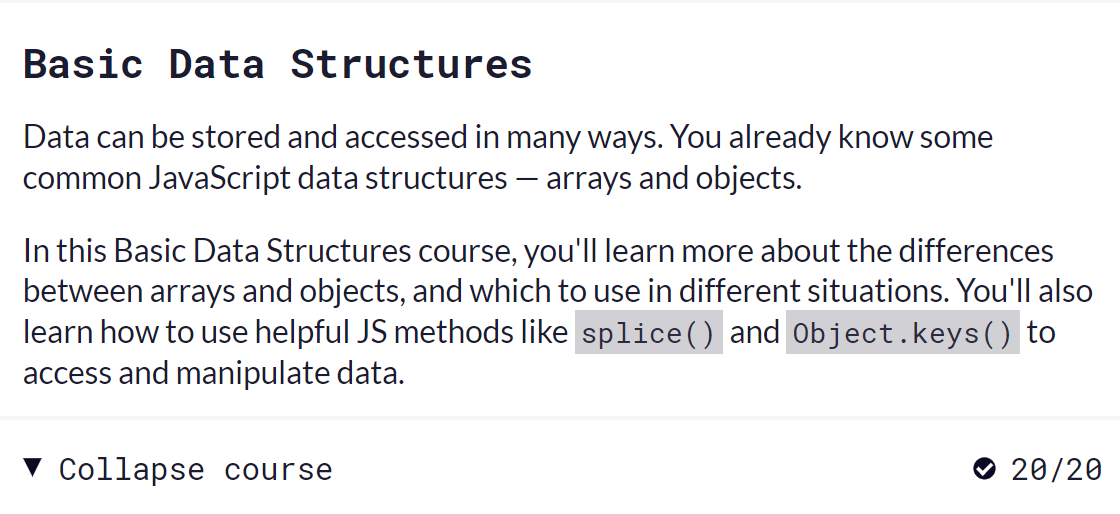 Basic Data Structures
Data can be stored and accessed in many ways. You already know some
common JavaScript data structures — arrays and objects.
In this Basic Data Structures course, you'll learn more about the differences
between arrays and objects, and which to use in different situations. You'll also
learn how to use helpful JS methods like splice() and Object.keys() to
access and manipulate data.
▼ Collapse course 20/20